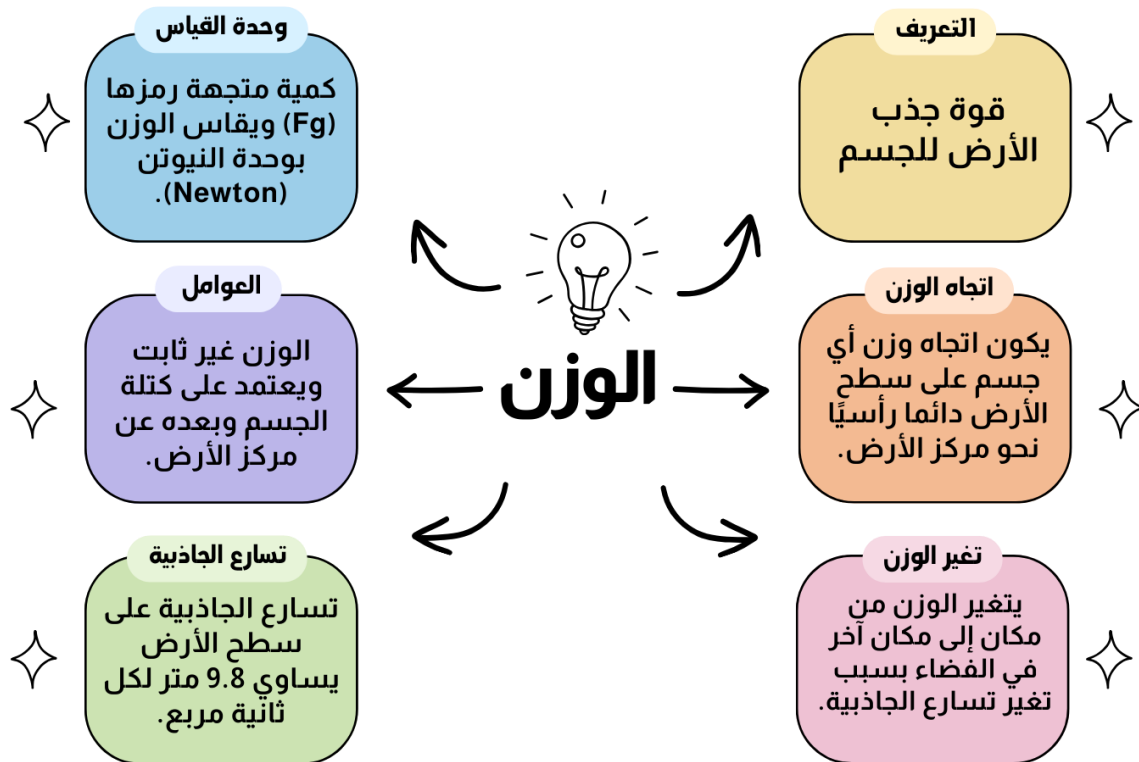 التعريف
قوة جذب
الأرض للجسم
وحدة القياس
كمية متجهة رمزها
(Fg) ويقاس الوزن
بوحدة النيوتن
(Newton).
الوزن
اتجاه الوزن
يكون اتجاه وزن أي
جسم على سطح
الأرض دائما رأسيًا
نحو مركز الأرض.
العوامل
الوزن غير ثابت
ويعتمد على كتلة
الجسم وبعده عن
مركز الأرض.
تغير الوزن
يتغير الوزن من
مكان إلى مكان آخر
في الفضاء بسبب
تغير تسارع الجاذبية.
تسارع الجاذبية
تسارع الجاذبية على
سطح الأرض
يساوي 9.8 متر لكل
ثانية مربع.